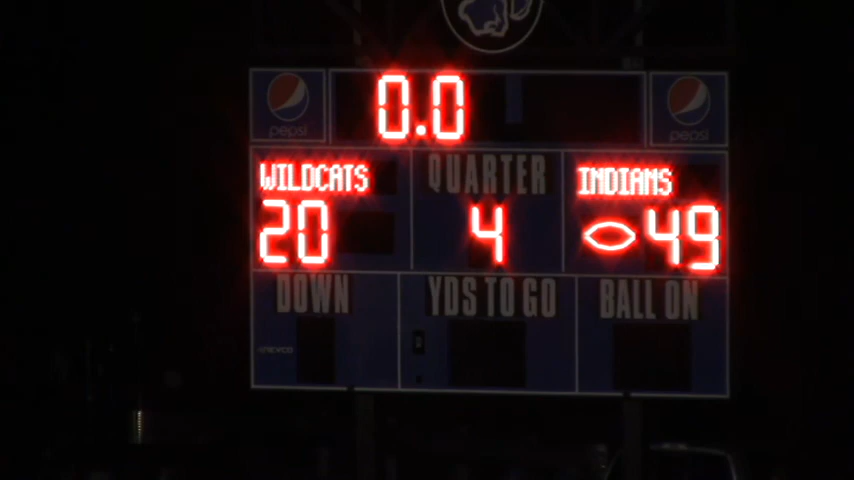 0.0
pepsi
pepsi
WILDCATS
QUARTER
INDIANS
20
4
49
DOWN
YDS TO GO
BALL ON